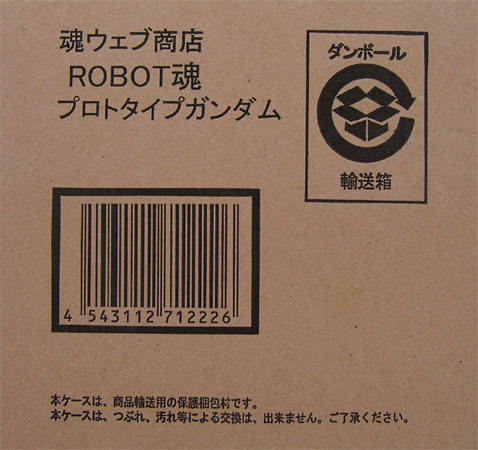 魂ウェブ商店
ROBOT魂
プロトタイプガンダム
ダンボール
輸送箱
4 543112 712226
本ケースは、商品輸送用の保護梱包材です。
本ケースは、つぶれ、汚れ等による交換は、出来ません。ご了承ください。